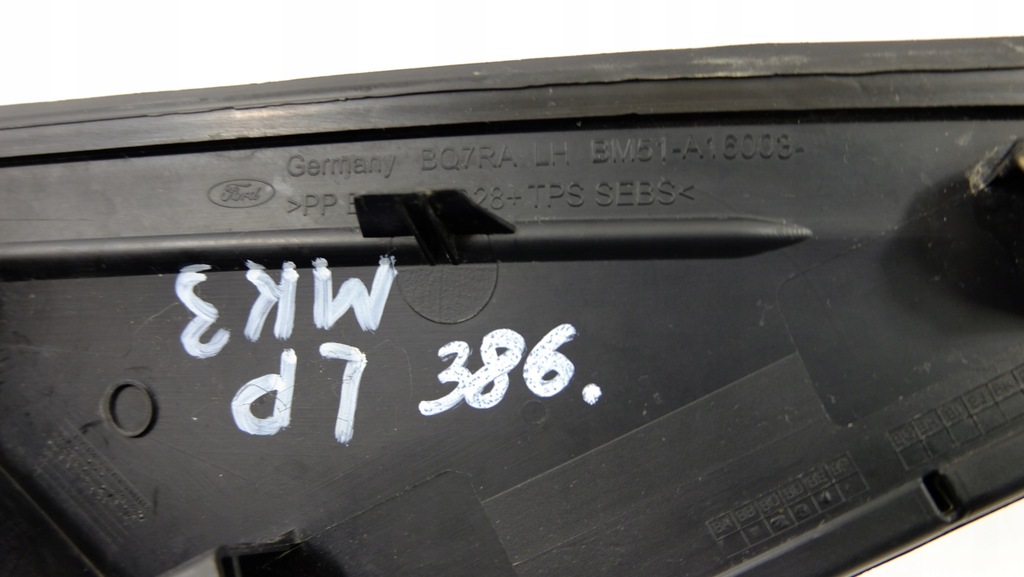 Germany BQ7RA LH BM51-A16003-
Ford
>PP 28+TPS SEBS<
MK3
LP
386.